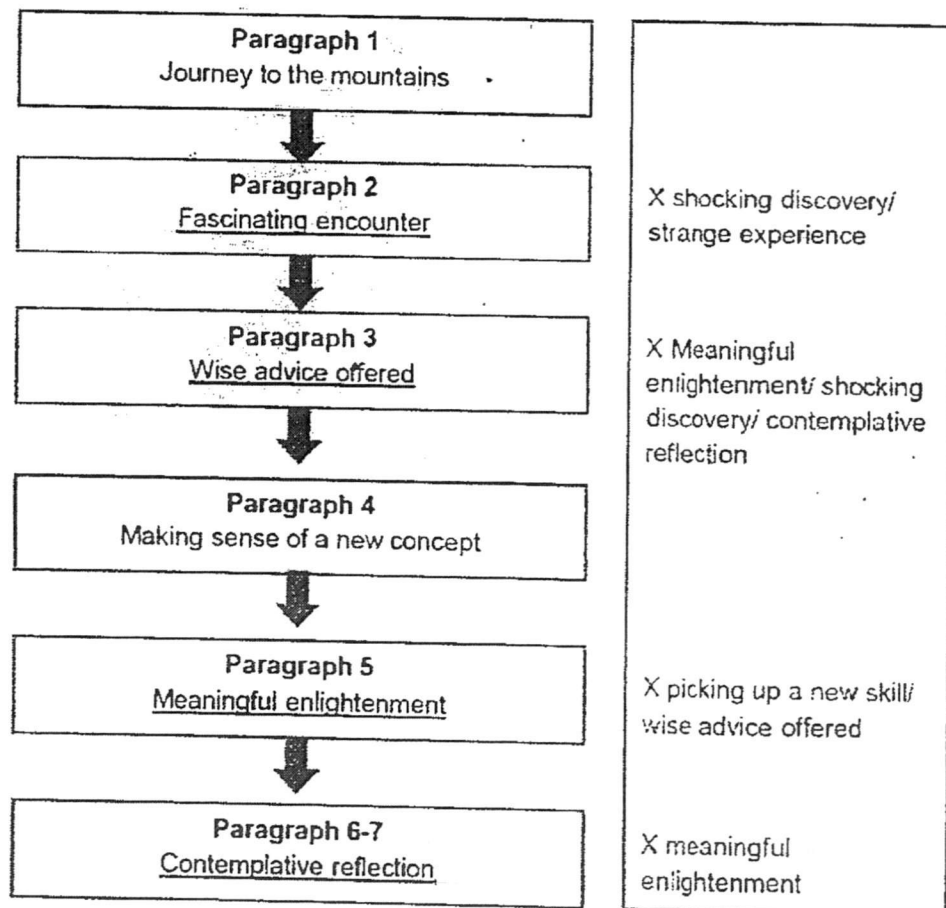 Paragraph 1
Journey to the mountains
Paragraph 2
Fascinating encounter
X shocking discovery/
strange experience
Paragraph 3
Wise advice offered
X Meaningful
enlightenment/ shocking
discovery/ contemplative
reflection
Paragraph 4
Making sense of a new concept
Paragraph 5
Meaningful enlightenment
X picking up a new skill/
wise advice offered
Paragraph 6-7
Contemplative reflection
X meaningful
enlightenment